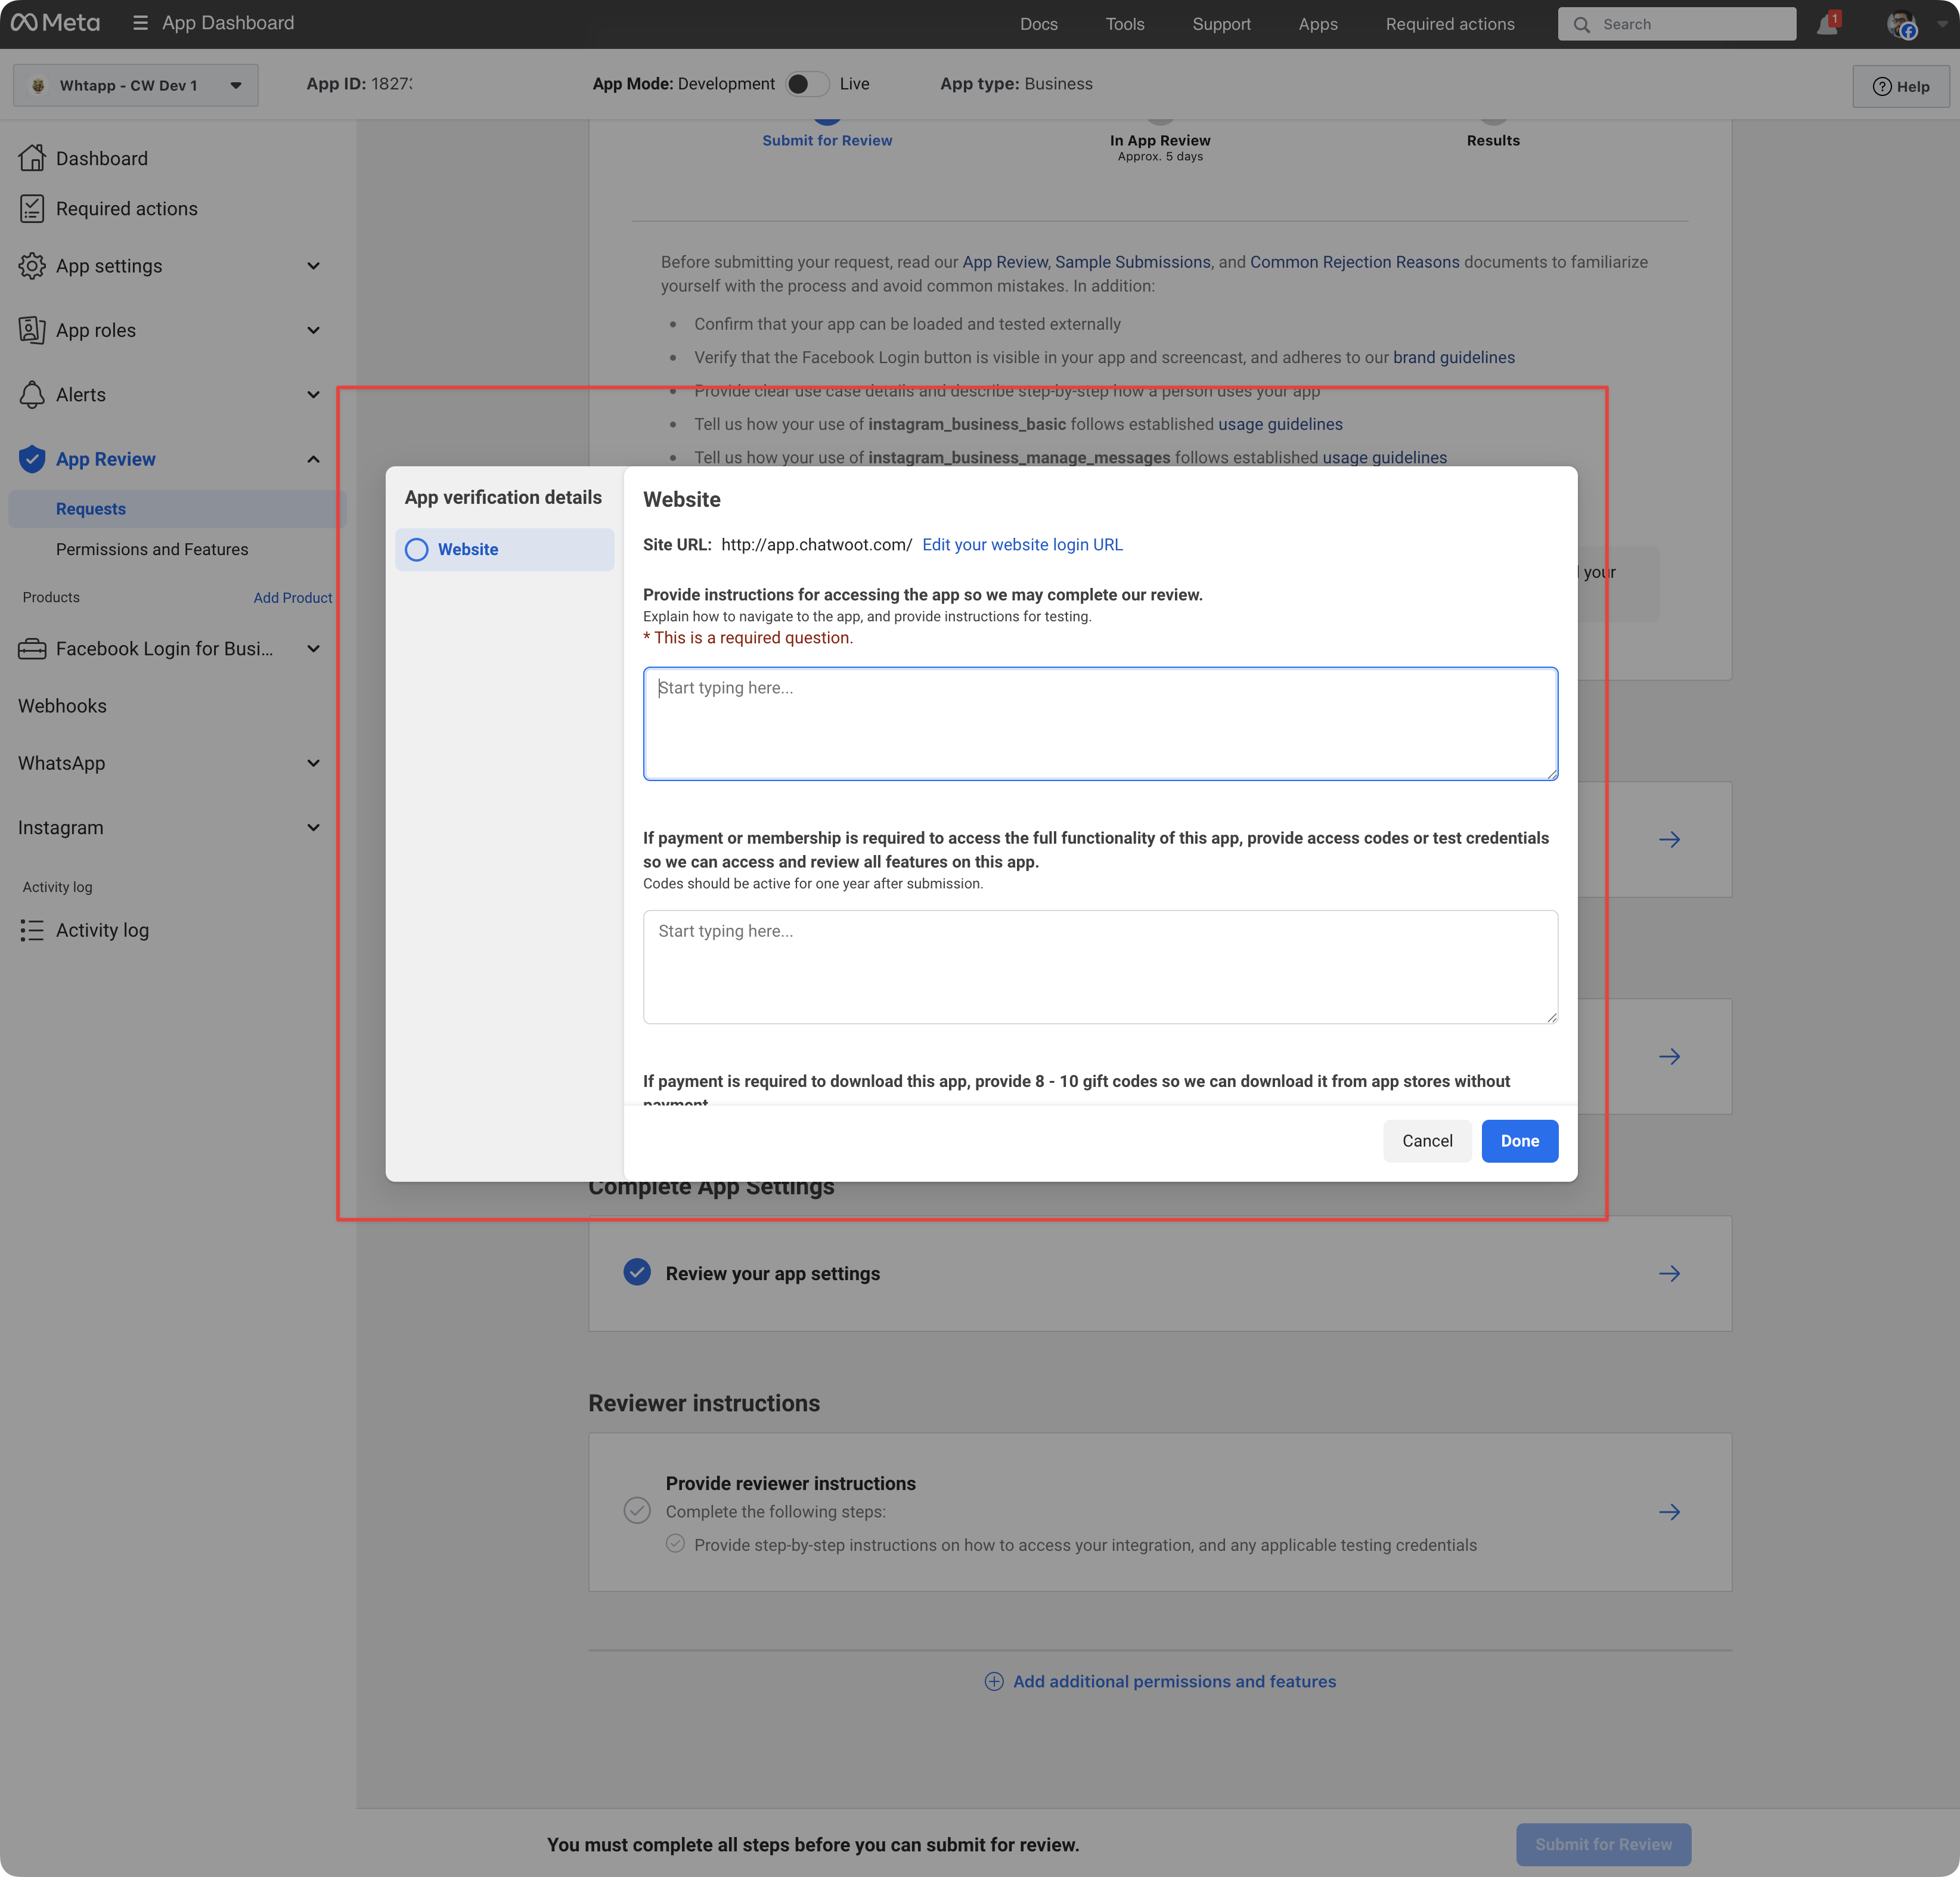 Meta
App Dashboard
Docs
Tools
Support
Apps
Required actions
Search
1
Whtapp - CW Dev 1
App ID: 1827
App Mode: Development
Live
App type: Business
Help
Dashboard
Required actions
App settings
App roles
Alerts
App Review
Requests
Permissions and Features
Products
Add Product
Facebook Login for Busi...
Webhooks
WhatsApp
Instagram
Activity log
Activity log
Submit for Review
In App Review
Approx. 5 days
Results
Before submitting your request, read our App Review, Sample Submissions, and Common Rejection Reasons documents to familiarize
yourself with the process and avoid common mistakes. In addition:
Confirm that your app can be loaded and tested externally
Verify that the Facebook Login button is visible in your app and screencast, and adheres to our brand guidelines
Provide clear use case details and describe step-by-step how a person uses your app
Tell us how your use of instagram_business_basic follows established usage guidelines
Tell us how your use of instagram_business_manage_messages follows established usage guidelines
your
App verification details
Website
Website
Site URL: http://app.chatwoot.com/ Edit your website login URL
Provide instructions for accessing the app so we may complete our review.
Explain how to navigate to the app, and provide instructions for testing.
* This is a required question.
Start typing here...
If payment or membership is required to access the full functionality of this app, provide access codes or test credentials
so we can access and review all features on this app.
Codes should be active for one year after submission.
Start typing here...
If payment is required to download this app, provide 8 - 10 gift codes so we can download it from app stores without
payment
Cancel
Done
Complete App Settings
Review your app settings
Reviewer instructions
Provide reviewer instructions
Complete the following steps:
Provide step-by-step instructions on how to access your integration, and any applicable testing credentials
Add additional permissions and features
You must complete all steps before you can submit for review.
Submit for Review